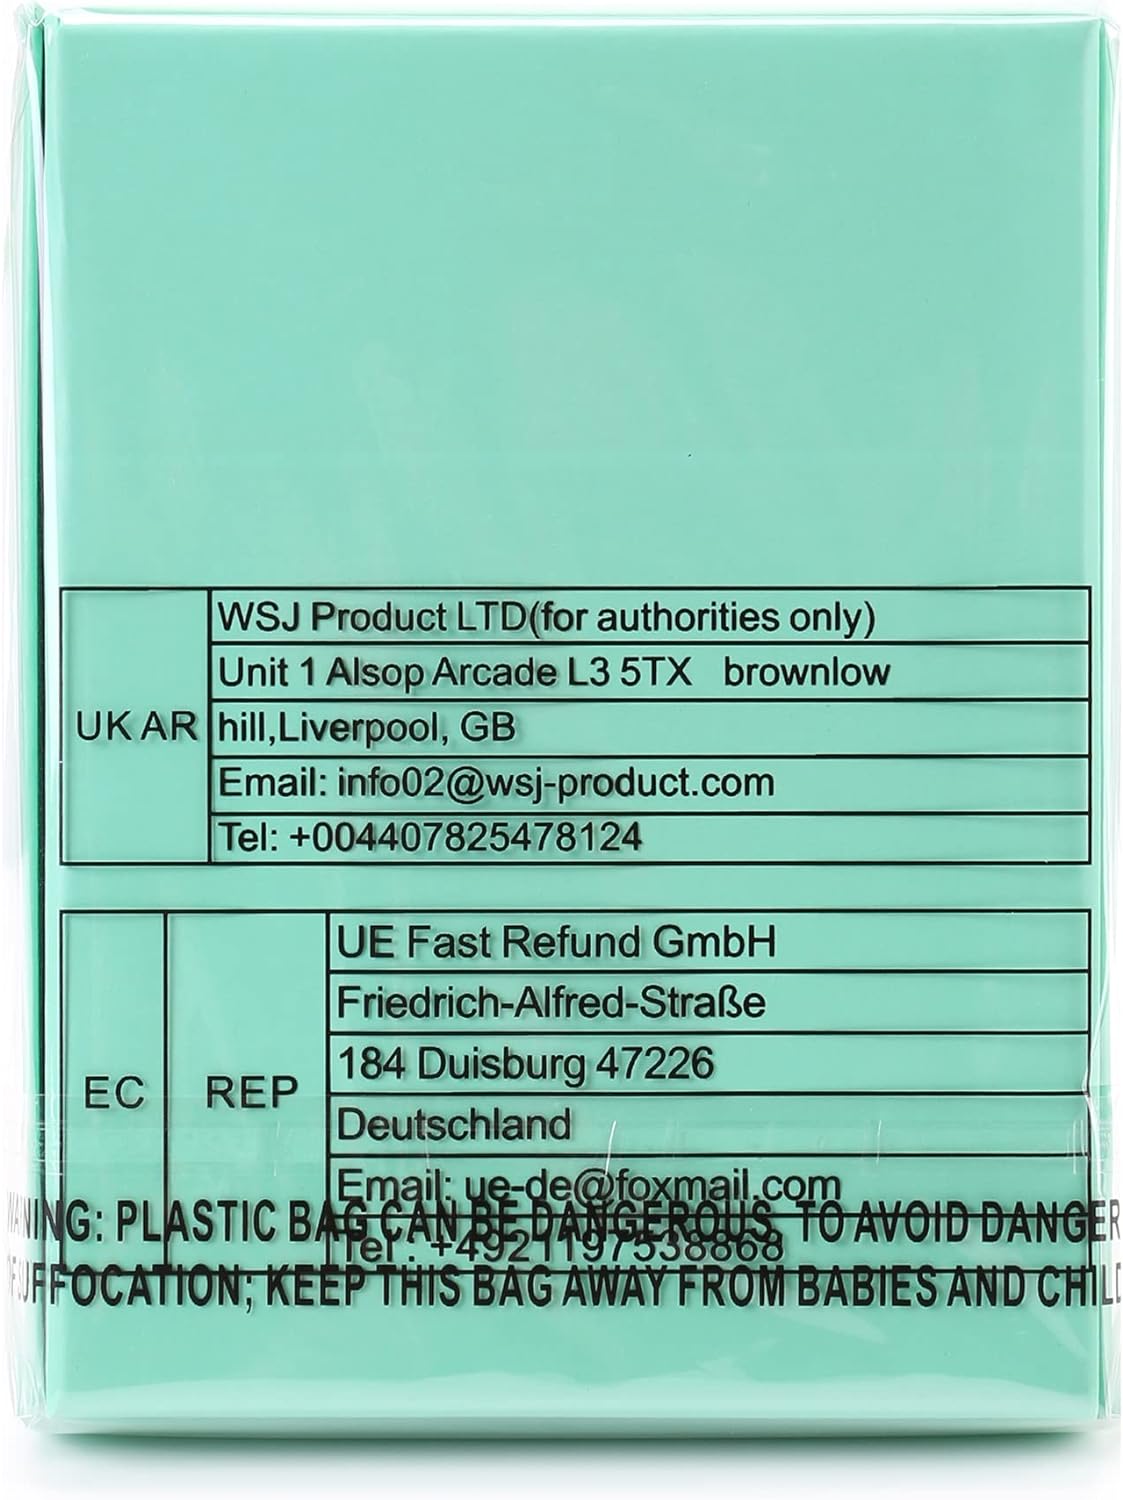 UK AR
WSJ Product LTD(for authorities only)
Unit 1 Alsop Arcade L3 5TX brownlow
hill,Liverpool, GB
Email: info02@wsj-product.com
Tel: +004407825478124
EC REP
UE Fast Refund GmbH
Friedrich-Alfred-Straße
184 Duisburg 47226
Deutschland
Email: ue-de@foxmail.com
Tel : +4921197538868
WARNING: PLASTIC BAG CAN BE DANGEROUS. TO AVOID DANGER
OF SUFFOCATION; KEEP THIS BAG AWAY FROM BABIES AND